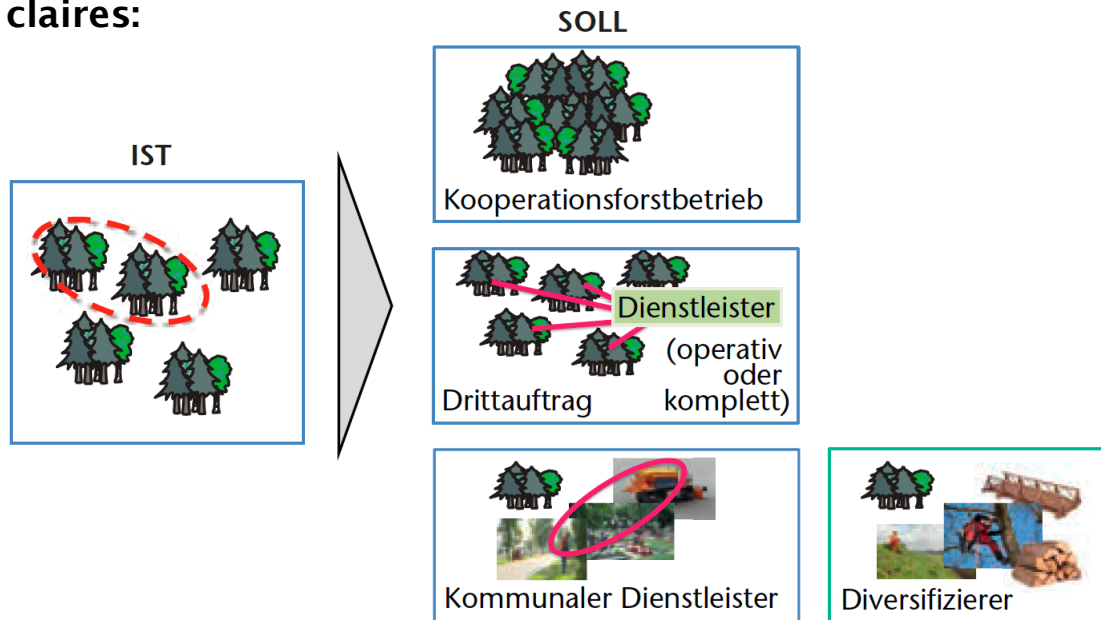 claires:
SOLL
IST
Kooperationsforstbetrieb
Dienstleister
(operativ
oder
komplett)
Drittauftrag
Kommunaler Dienstleister
Diversifizierer